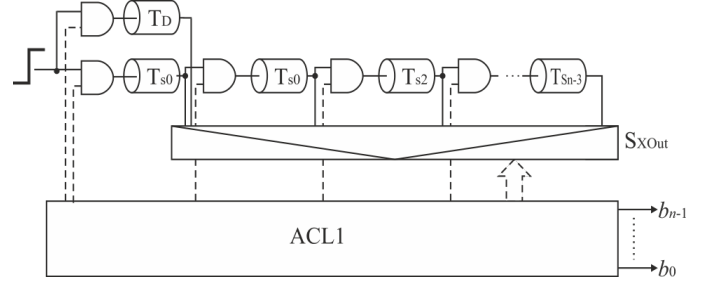 TD
Ts0
Ts0
Ts2
TSn-3
SXOut
ACL1
bn-1
b0